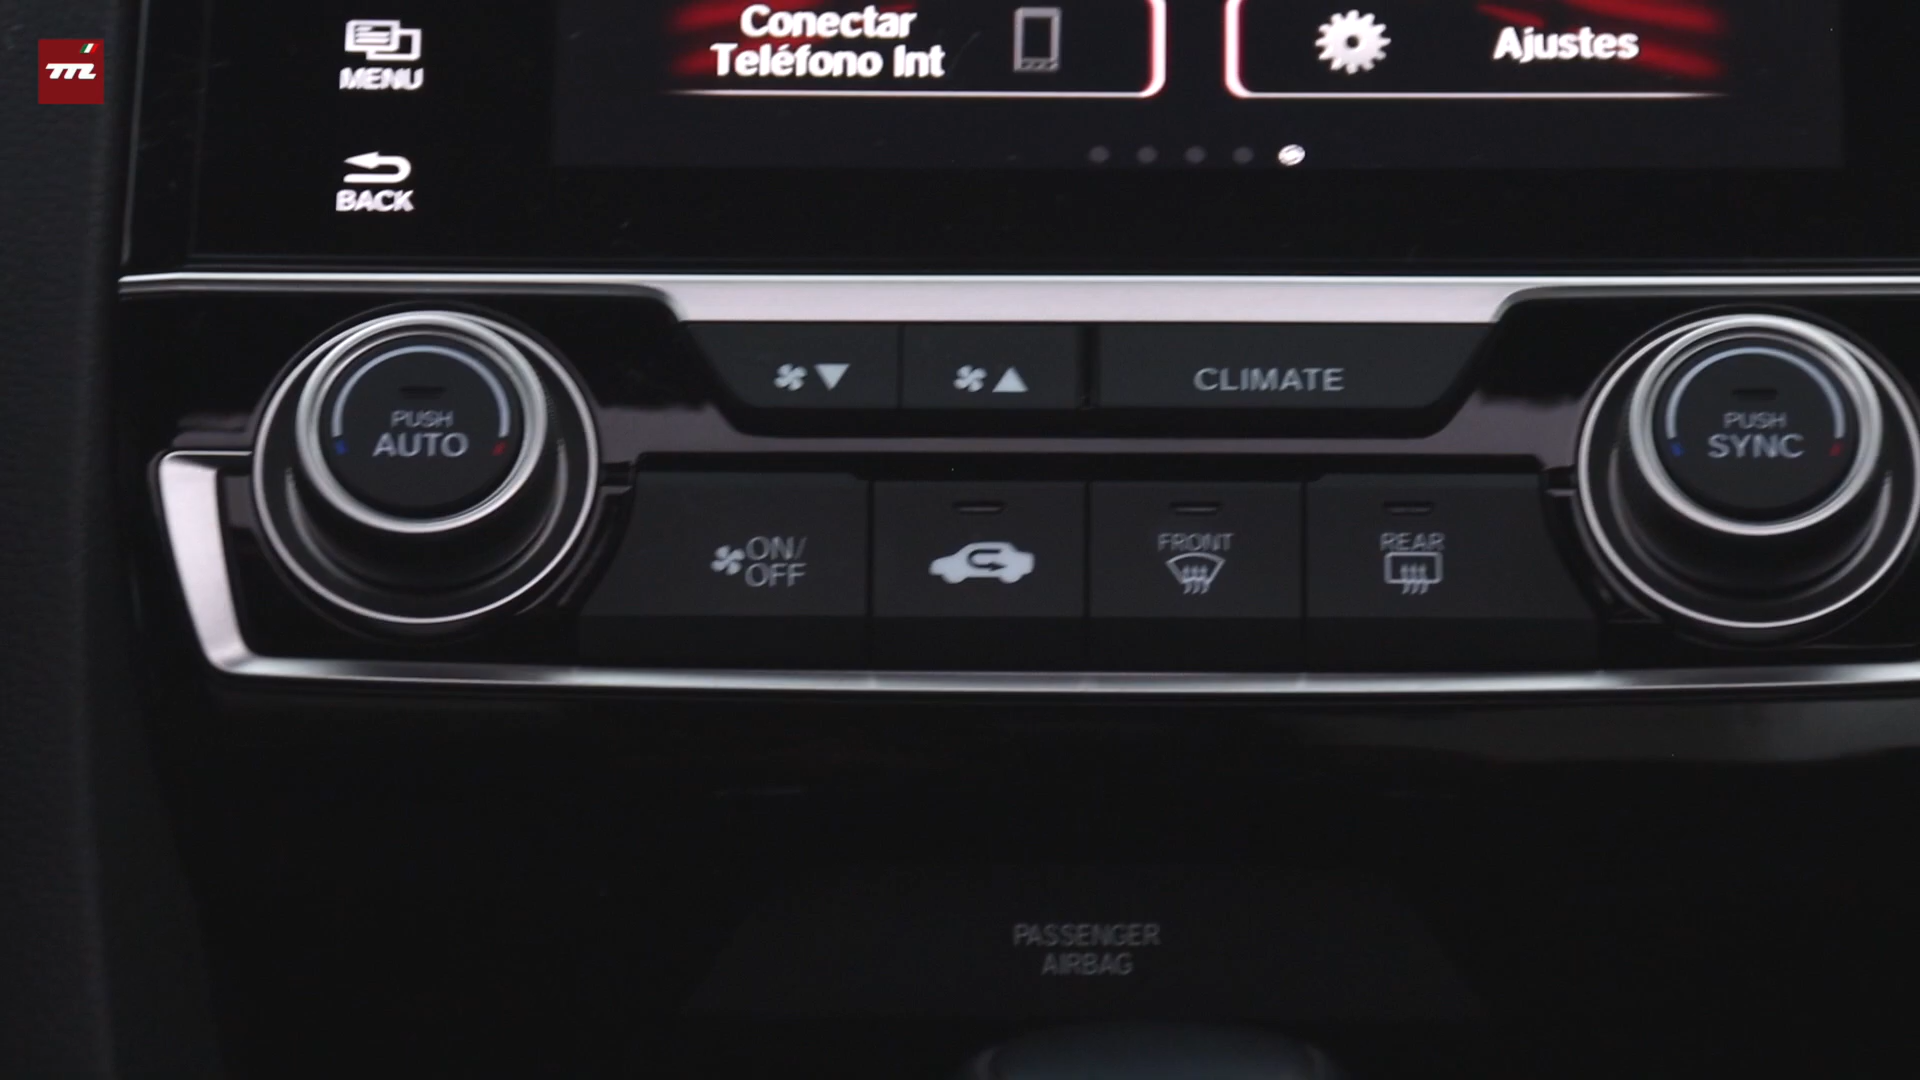 Conectar
Teléfono Int
Ajustes
MENU
BACK
CLIMATE
PUSH
AUTO
PUSH
SYNC
ON/
OFF
FRONT
REAR
PASSENGER
AIRBAG